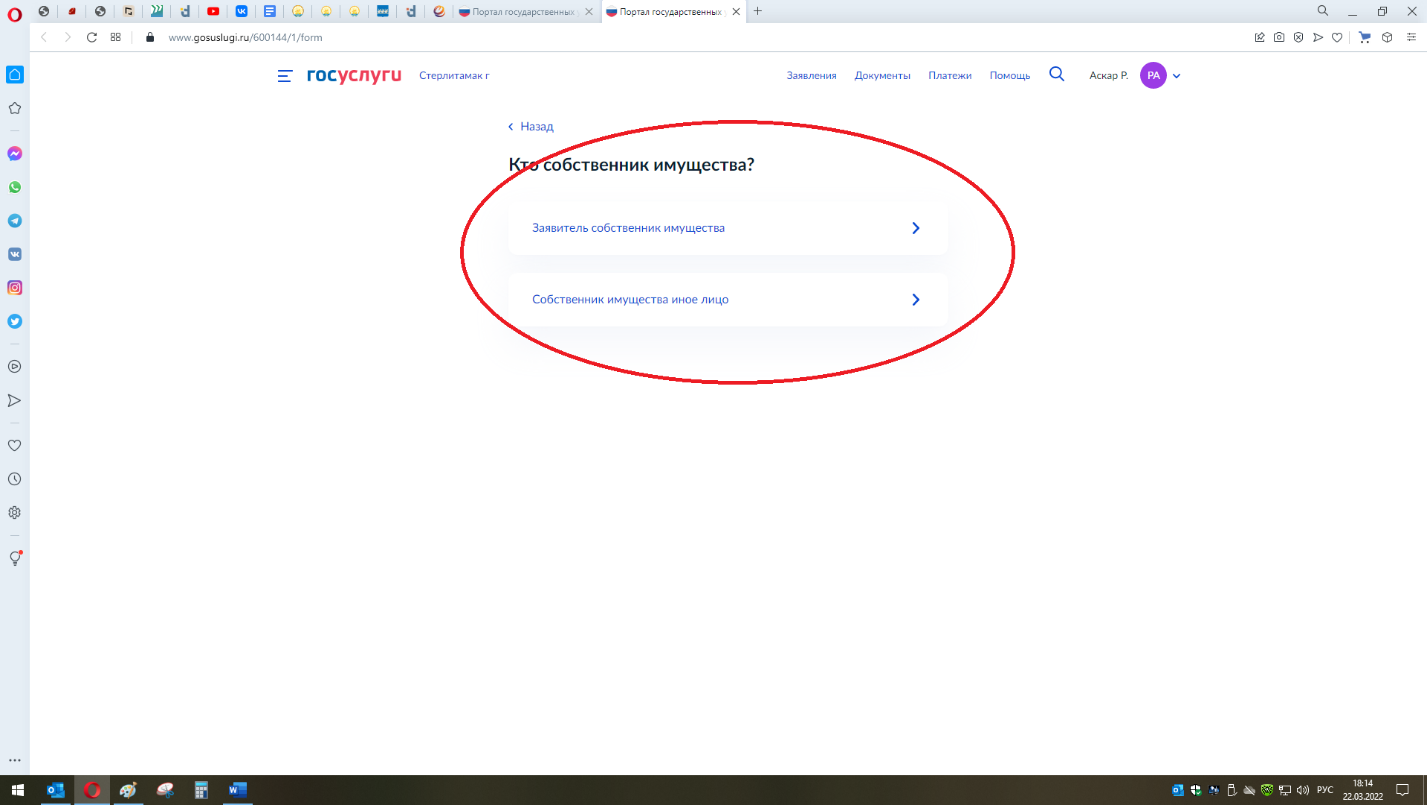 Портал государственных
Портал государственных
www.gosuslugi.ru/600144/1/form
госуслуги
Стерлитамак г
Заявления
Документы
Платежи
Помощь
Аскар Р.
РА
Назад
Кто собственник имущества?
Заявитель собственник имущества
Собственник имущества иное лицо
РУС
18:14
22.03.2022